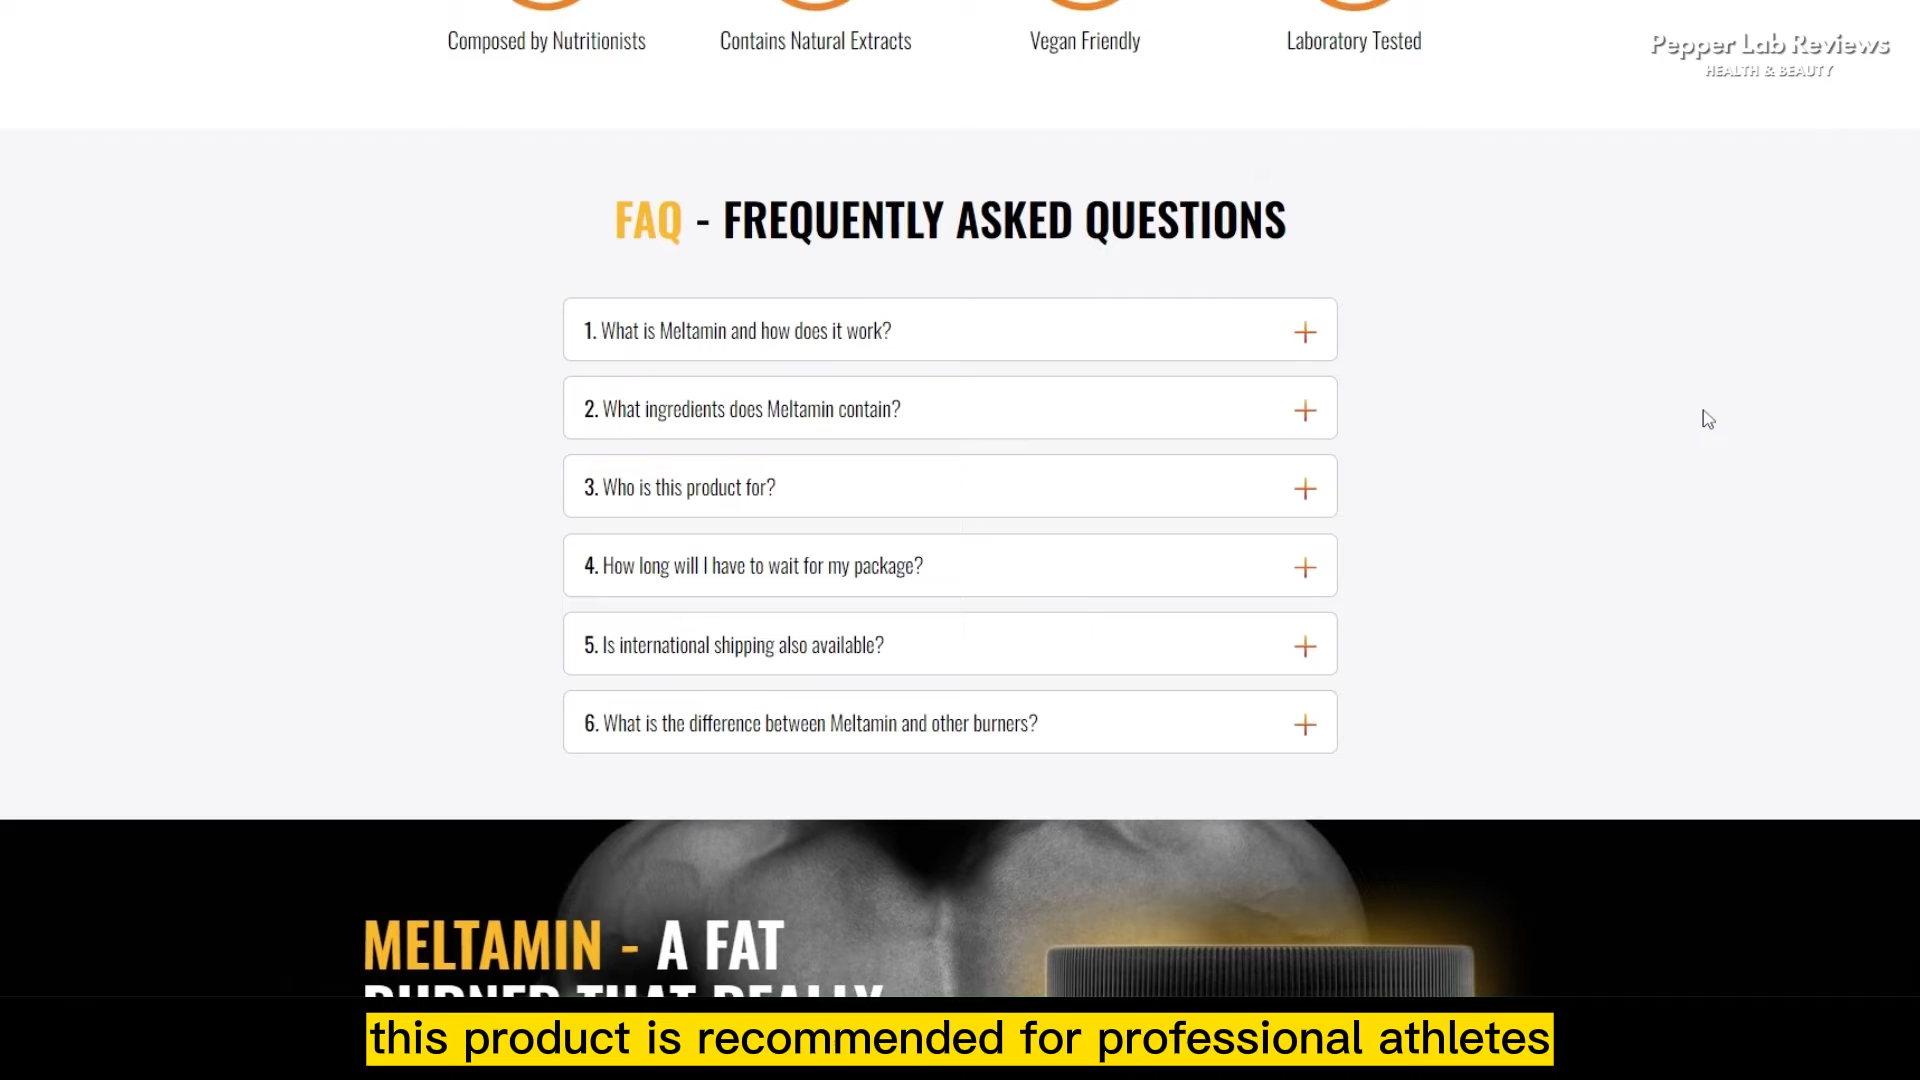 Composed by Nutritionists
Contains Natural Extracts
Vegan Friendly
Laboratory Tested
Pepper Lab Reviews
HEALTH & BEAUTY
FAQ - FREQUENTLY ASKED QUESTIONS
1. What is Meltamin and how does it work?
2. What ingredients does Meltamin contain?
3. Who is this product for?
4. How long will I have to wait for my package?
5. Is international shipping also available?
6. What is the difference between Meltamin and other burners?
MELTAMIN - A FAT
BURNER THAT REALLY
this product is recommended for professional athletes